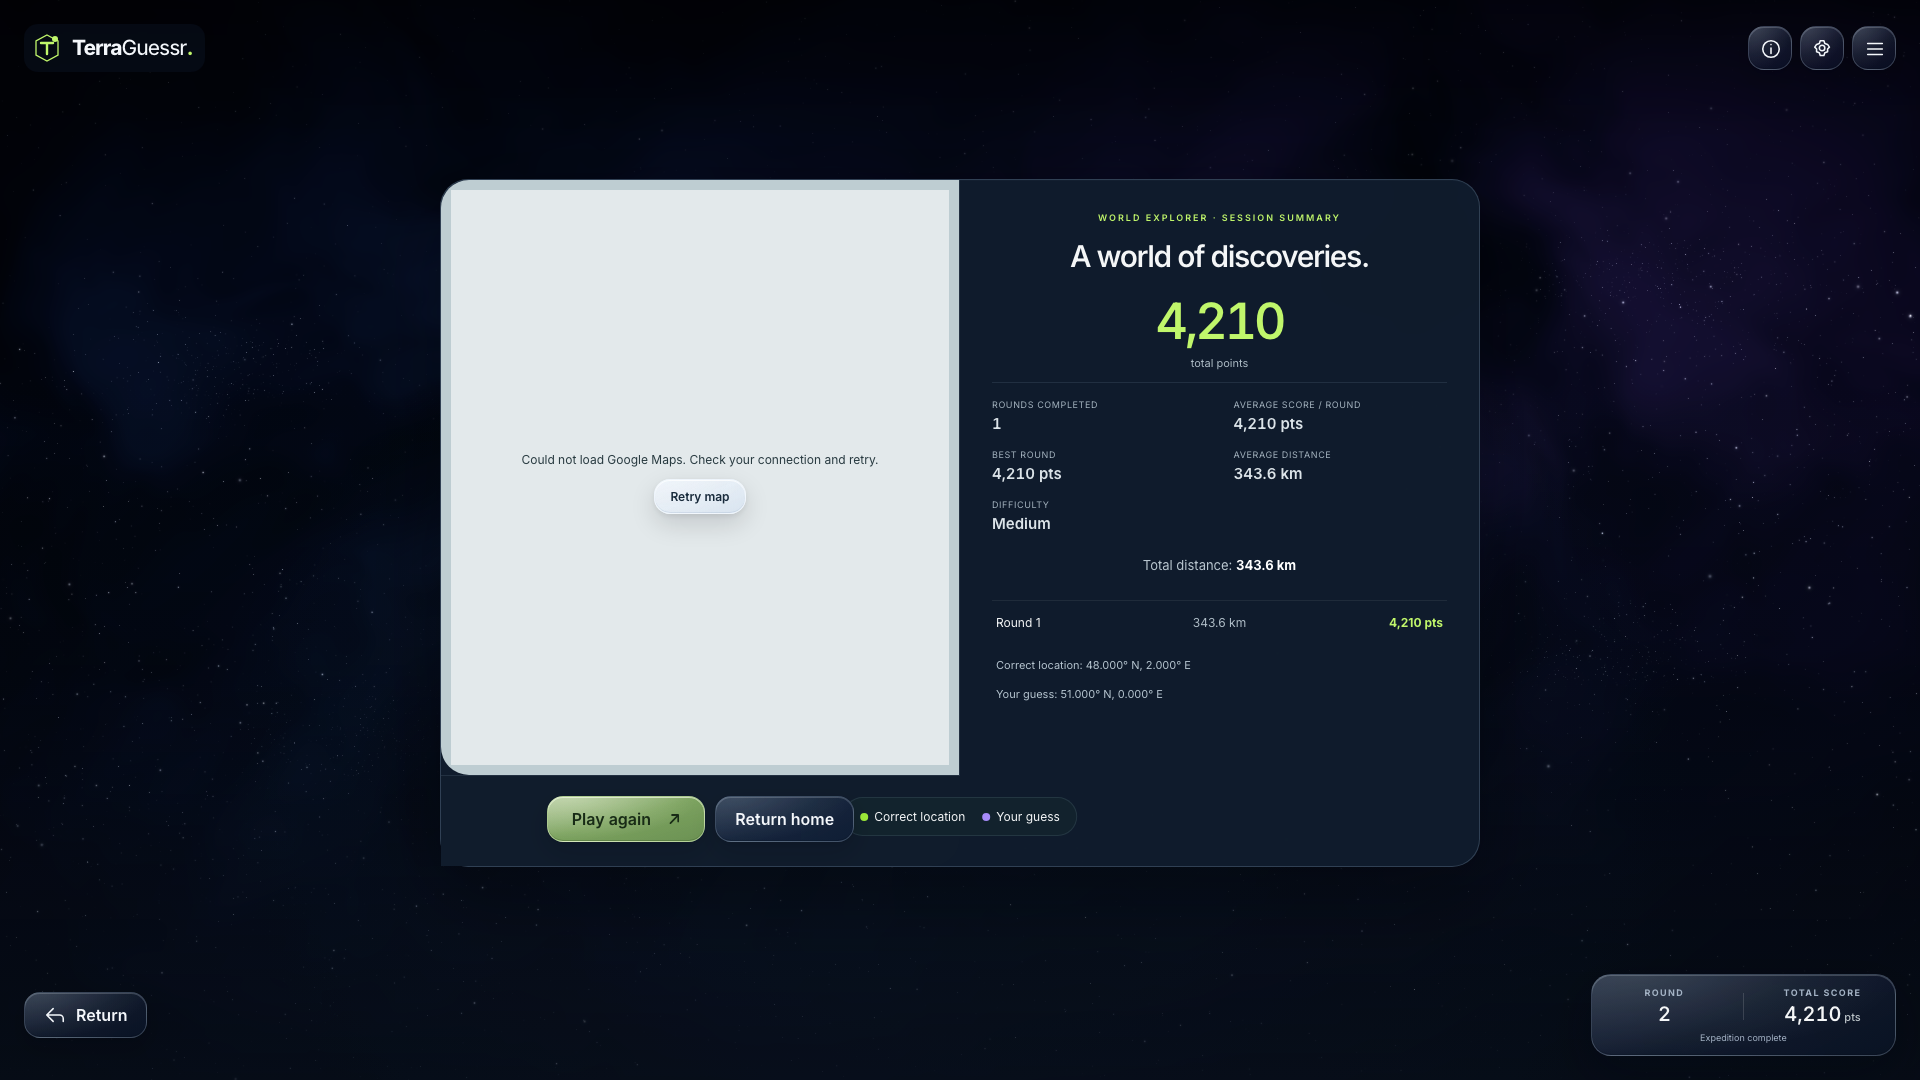 TerraGuessr.
WORLD EXPLORER · SESSION SUMMARY
A world of discoveries.
4,210
total points
ROUNDS COMPLETED
1
AVERAGE SCORE / ROUND
4,210 pts
BEST ROUND
4,210 pts
AVERAGE DISTANCE
343.6 km
DIFFICULTY
Medium
Total distance: 343.6 km
Round 1 343.6 km 4,210 pts
Correct location: 48.000° N, 2.000° E
Your guess: 51.000° N, 0.000° E
Could not load Google Maps. Check your connection and retry.
Retry map
Play again
Return home
Correct location
Your guess
Return
ROUND
2
TOTAL SCORE
4,210 pts
Expedition complete